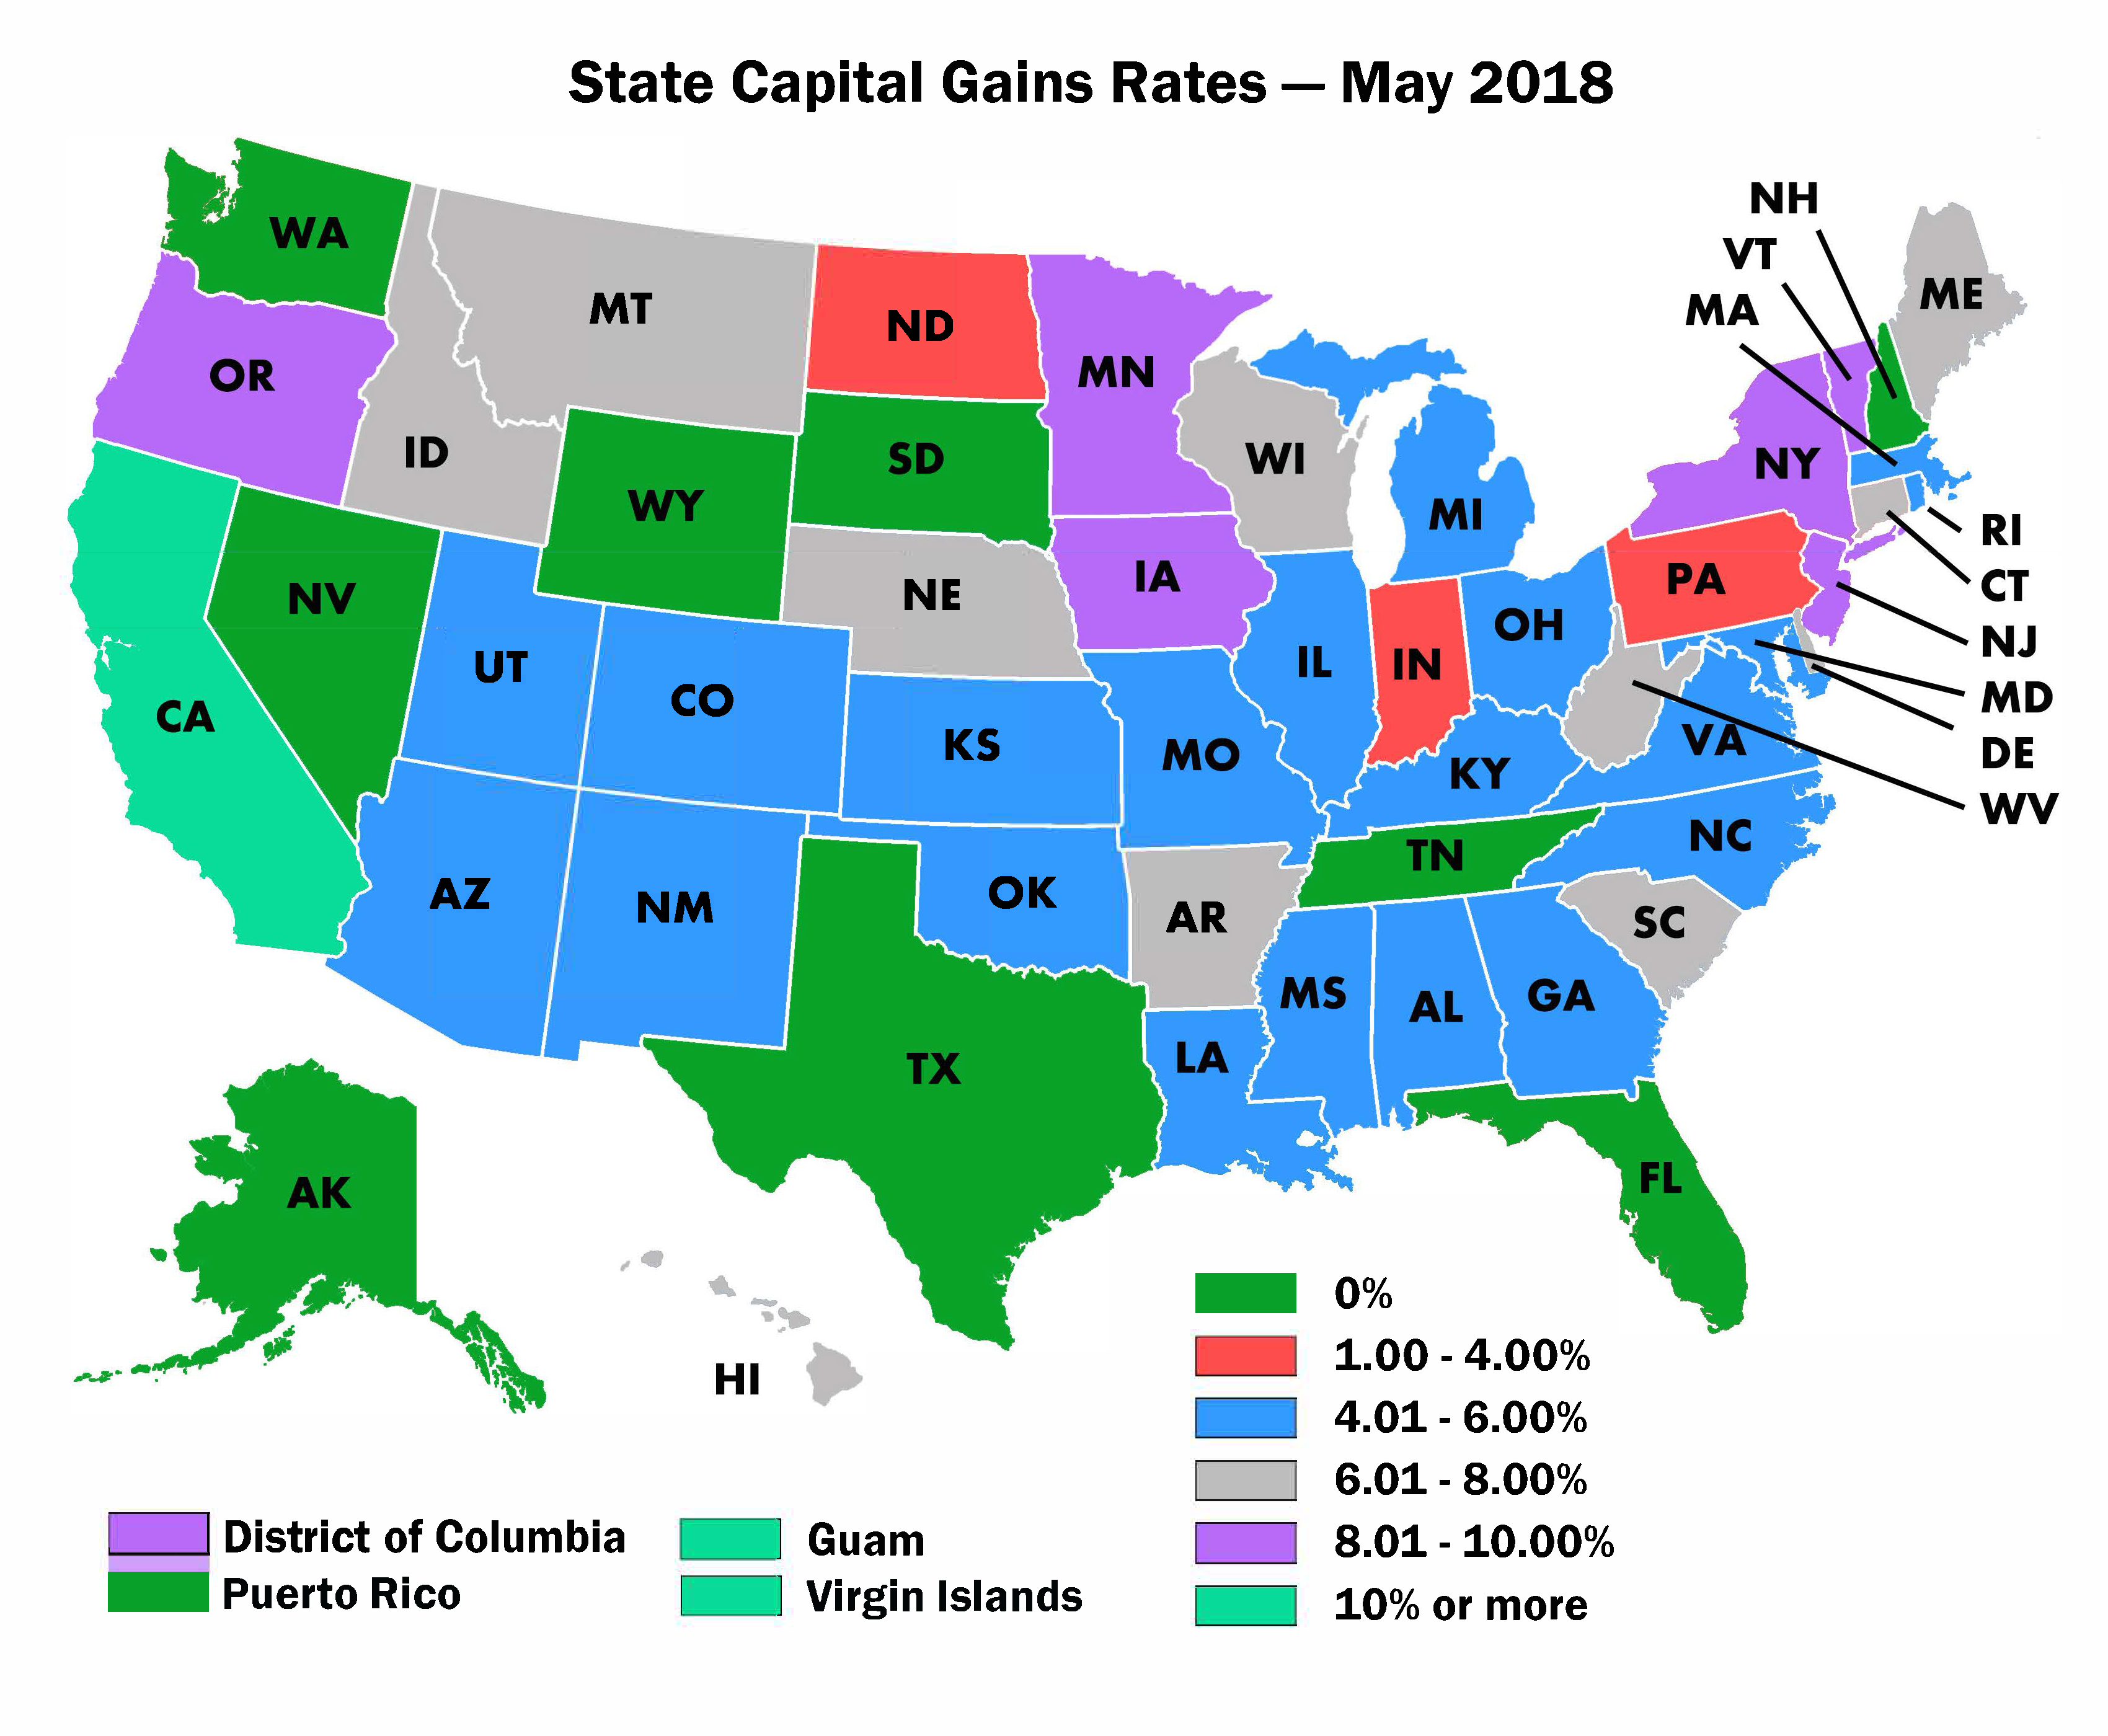 State Capital Gains Rates — May 2018
NH
VT
MA
ME
WA
MT
ND
MN
OR
ID
SD
WI
NY
WY
MI
RI
CT
NV
NE
IA
PA
NJ
UT
CO
IL
IN
OH
MD
CA
KS
MO
KY
VA
DE
WV
AZ
NM
OK
AR
TN
NC
SC
TX
LA
MS
AL
GA
FL
AK
HI
0%
1.00 - 4.00%
4.01 - 6.00%
6.01 - 8.00%
8.01 - 10.00%
10% or more
District of Columbia
Puerto Rico
Guam
Virgin Islands